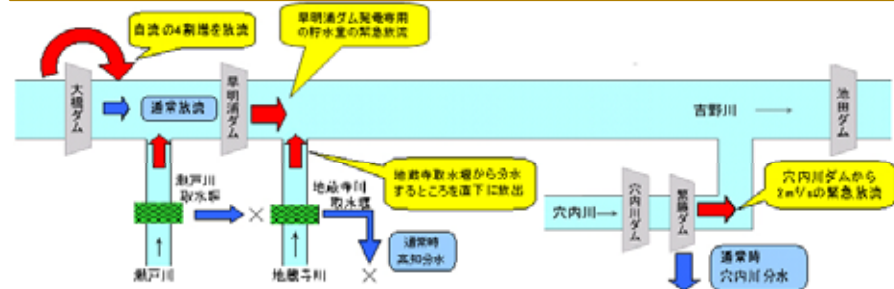 自流の4割増を放流
早明浦ダム発電専用
の貯水量の緊急放流
大橋ダム
通常放流
早明浦ダム
吉野川
池田ダム
瀬戸川
取水堰
地蔵寺川
取水堰
地蔵寺取水堰から分水
するところを直下に放出
通常時
高知分水
瀬戸川
地蔵寺川
穴内川
穴内川ダム
繁藤ダム
穴内川ダムから
2m³/sの緊急放流
通常時
穴内川分水